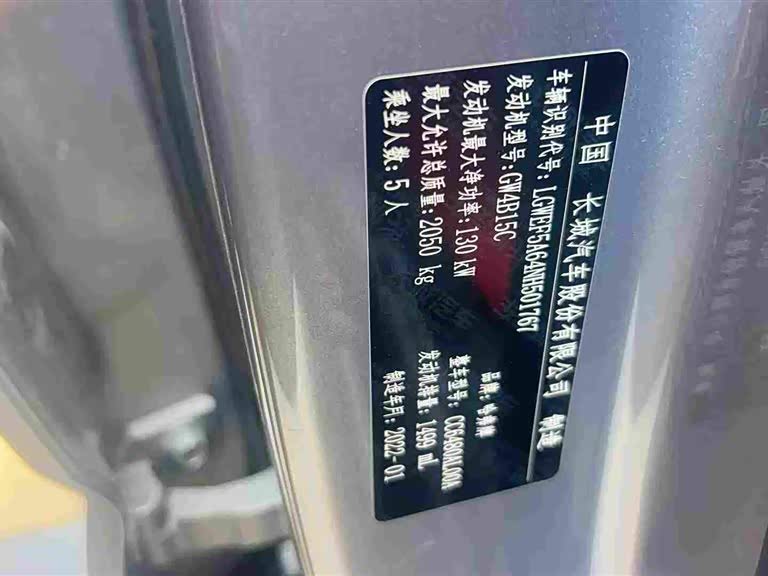 中国 长城汽车股份有限公司 制造
车辆识别代号: LGWEF5A64NH501767
发动机型号: GW4B15C
品牌: 哈弗牌
发动机最大净功率: 130 kW
整车型号: CC6480AL00A
最大允许总质量: 2050 kg
发动机排量: 1499 mL
乘坐人数: 5 人
制造年月: 2022-01